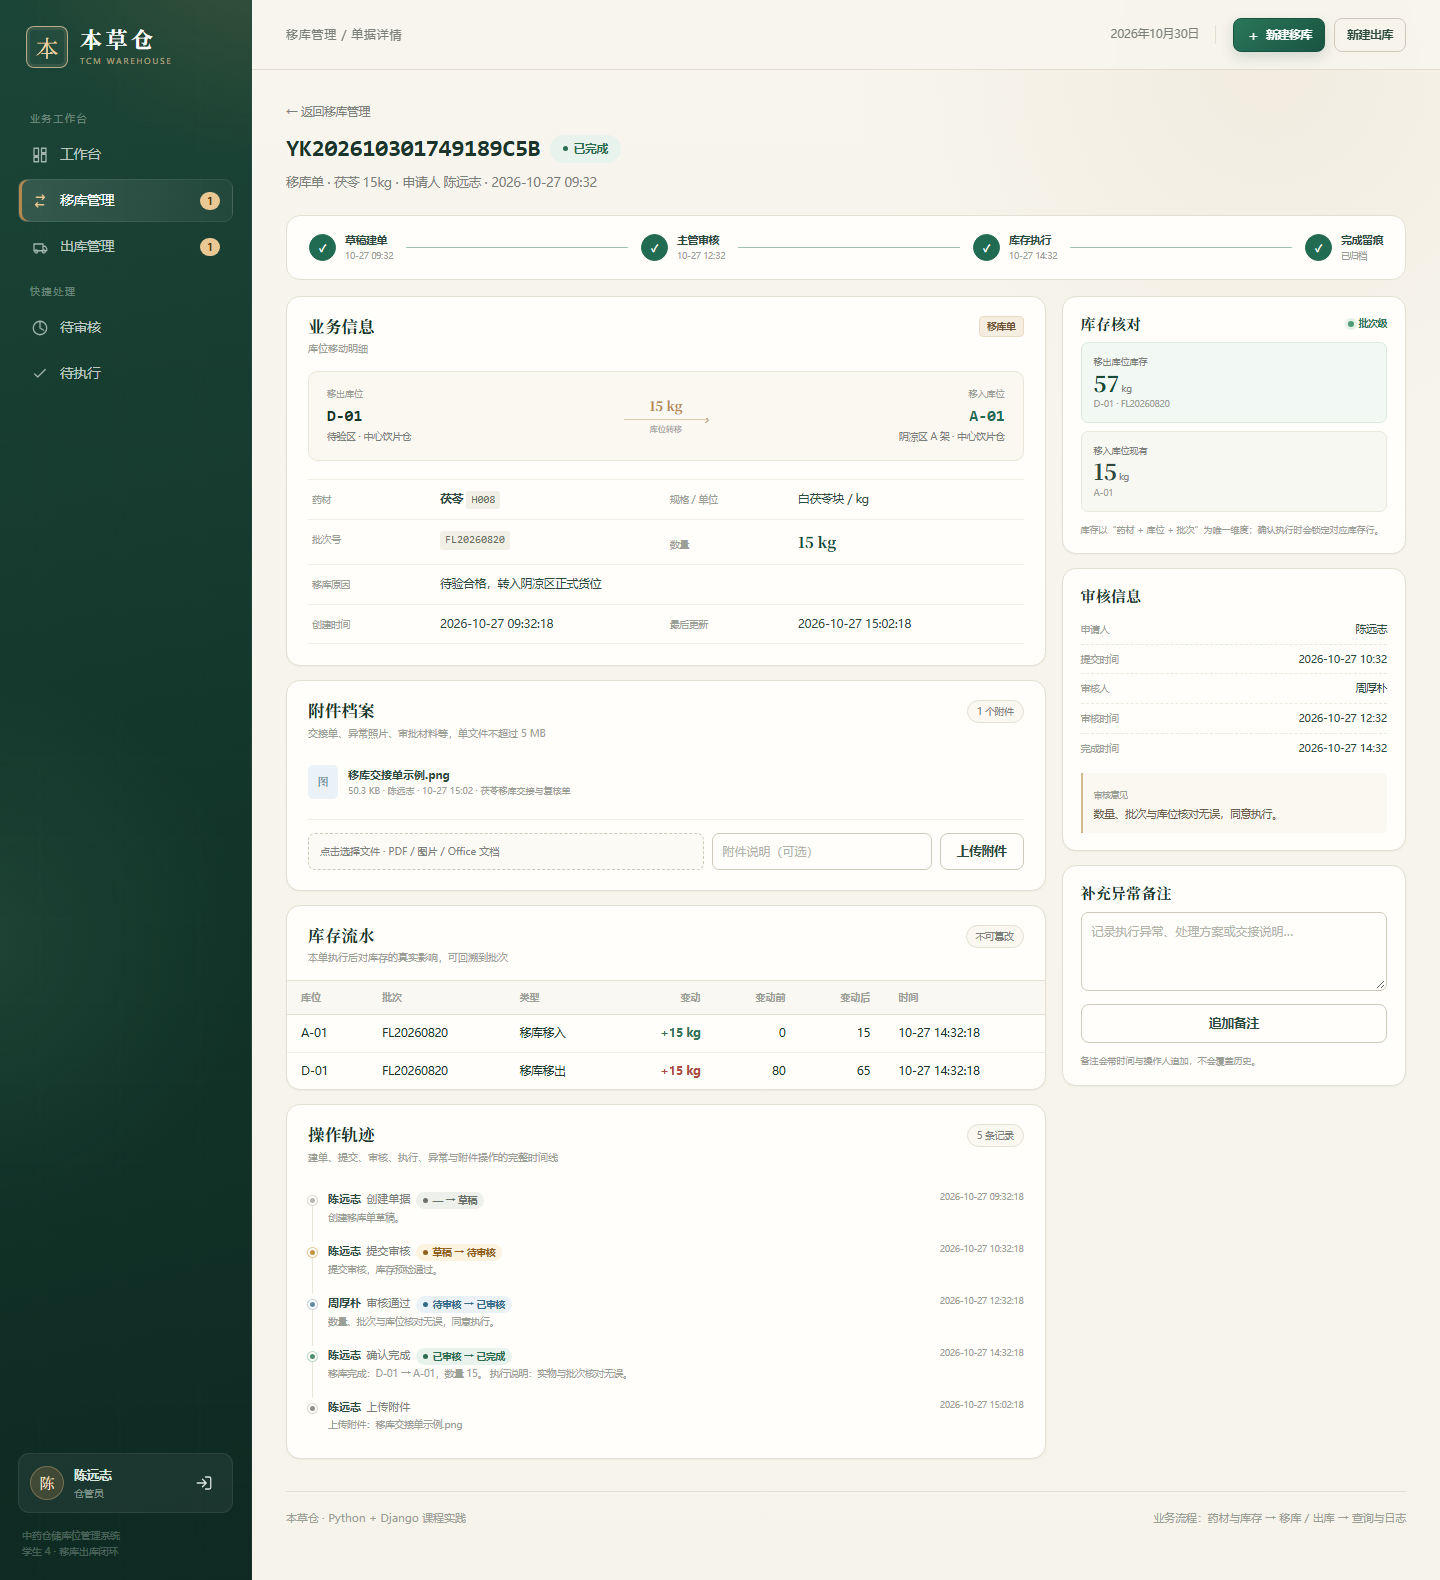 本
本草仓
TCM WAREHOUSE
业务工作台
工作台
移库管理 1
出库管理 1
快捷处理
待审核
待执行
陈 陈远志
仓管员
中药仓储库位管理系统
学生 4 · 移库出库闭环
移库管理 / 单据详情
2026年10月30日
+ 新建移库
新建出库
← 返回移库管理
YK202610301749189C5B 已完成
移库单 · 茯苓 15kg · 申请人 陈远志 · 2026-10-27 09:32
✓ 草稿建单
10-27 09:32
✓ 主管审核
10-27 12:32
✓ 库存执行
10-27 14:32
✓ 完成留痕
已归档
业务信息 移库单
库位移动明细
移出库位
D-01
待验区 · 中心饮片仓
15 kg
库位转移
移入库位
A-01
阴凉区 A 架 · 中心饮片仓
药材 茯苓 H008 规格 / 单位 白茯苓块 / kg
批次号 FL20260820 数量 15 kg
移库原因 待验合格，转入阴凉区正式货位
创建时间 2026-10-27 09:32:18 最后更新 2026-10-27 15:02:18
附件档案 1 个附件
交接单、异常照片、审批材料等，单文件不超过 5 MB
图 移库交接单示例.png
50.3 KB · 陈远志 · 10-27 15:02 · 茯苓移库交接与复核单
点击选择文件 · PDF / 图片 / Office 文档 附件说明（可选） 上传附件
库存流水 不可篡改
本单执行后对库存的真实影响，可回溯到批次
库位 批次 类型 变动 变动前 变动后 时间
A-01 FL20260820 移库移入 +15 kg 0 15 10-27 14:32:18
D-01 FL20260820 移库移出 +15 kg 80 65 10-27 14:32:18
操作轨迹 5 条记录
建单、提交、审核、执行、异常与附件操作的完整时间线
陈远志 创建单据 — → 草稿 2026-10-27 09:32:18
创建移库单草稿。
陈远志 提交审核 草稿 → 待审核 2026-10-27 10:32:18
提交审核，库存预检通过。
周厚朴 审核通过 待审核 → 已审核 2026-10-27 12:32:18
数量、批次与库位核对无误，同意执行。
陈远志 确认完成 已审核 → 已完成 2026-10-27 14:32:18
移库完成：D-01 → A-01，数量 15。 执行说明：实物与批次核对无误。
陈远志 上传附件 2026-10-27 15:02:18
上传附件：移库交接单示例.png
库存核对 批次级
移出库位库存
57 kg
D-01 · FL20260820
移入库位现有
15 kg
A-01
库存以“药材 + 库位 + 批次”为唯一维度；确认执行时会锁定对应库存行。
审核信息
申请人 陈远志
提交时间 2026-10-27 10:32
审核人 周厚朴
审核时间 2026-10-27 12:32
完成时间 2026-10-27 14:32
审核意见
数量、批次与库位核对无误，同意执行。
补充异常备注
记录执行异常、处理方案或交接说明...
追加备注
备注会带时间与操作人追加，不会覆盖历史。
本草仓 · Python + Django 课程实践
业务流程：药材与库存 → 移库 / 出库 → 查询与日志